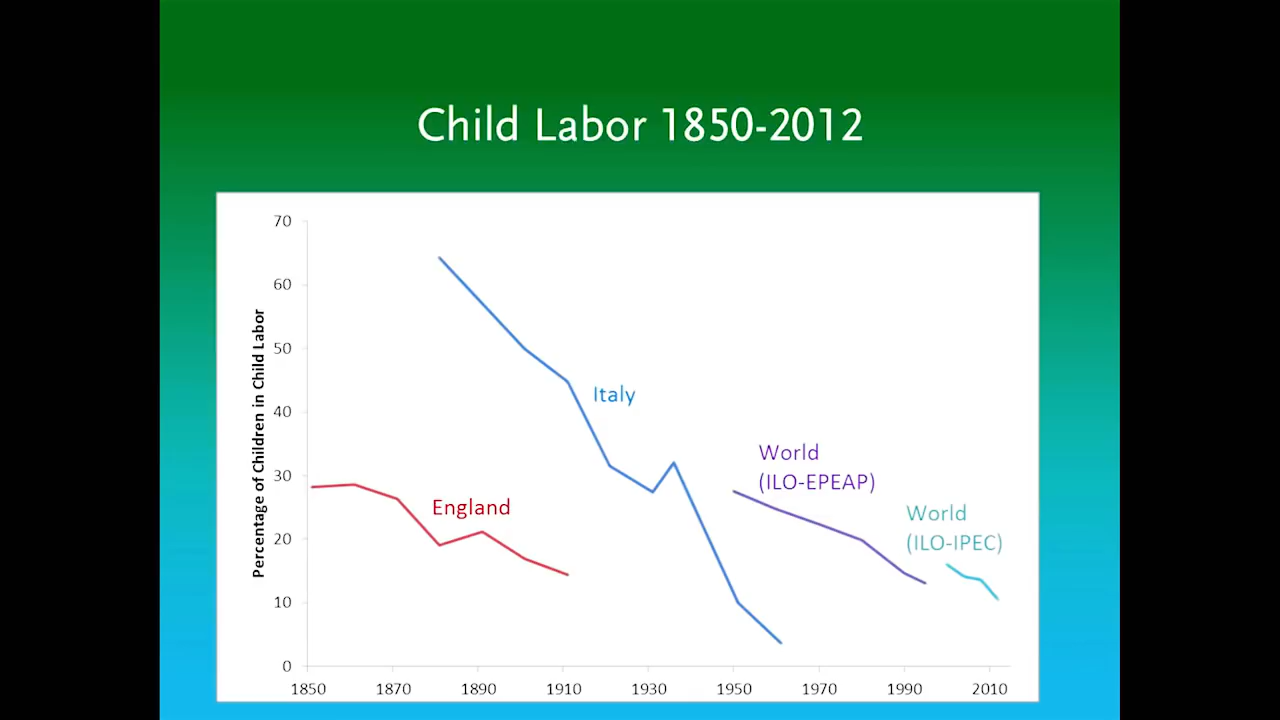 Child Labor 1850-2012
Percentage of Children in Child Labor
70
60
50
40
30
20
10
0
Italy
England
World
(ILO-EPEAP)
World
(ILO-IPEC)
1850 1870 1890 1910 1930 1950 1970 1990 2010